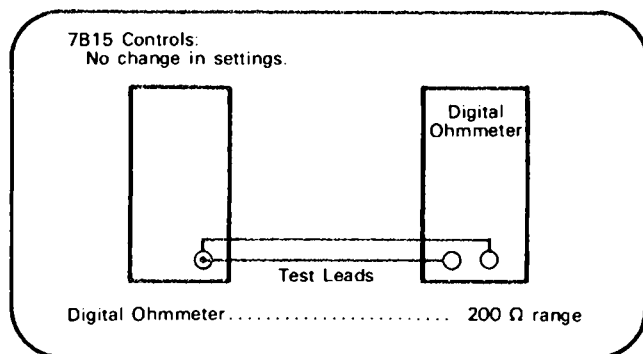 7B15 Controls:
No change in settings.
Digital
Ohmmeter
Test Leads
Digital Ohmmeter........................ 200 Ω range